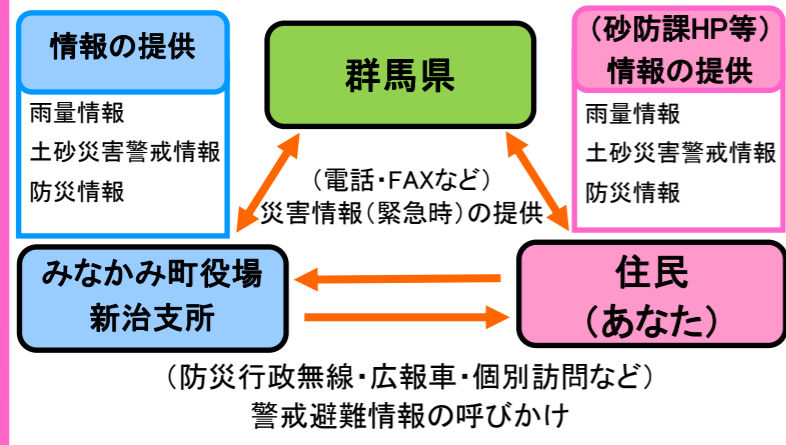 情報の提供
雨量情報
土砂災害警戒情報
防災情報
群馬県
(砂防課HP等)
情報の提供
雨量情報
土砂災害警戒情報
防災情報
(電話・FAXなど)
災害情報(緊急時)の提供
みなかみ町役場
新治支所
住民
(あなた)
(防災行政無線・広報車・個別訪問など)
警戒避難情報の呼びかけ